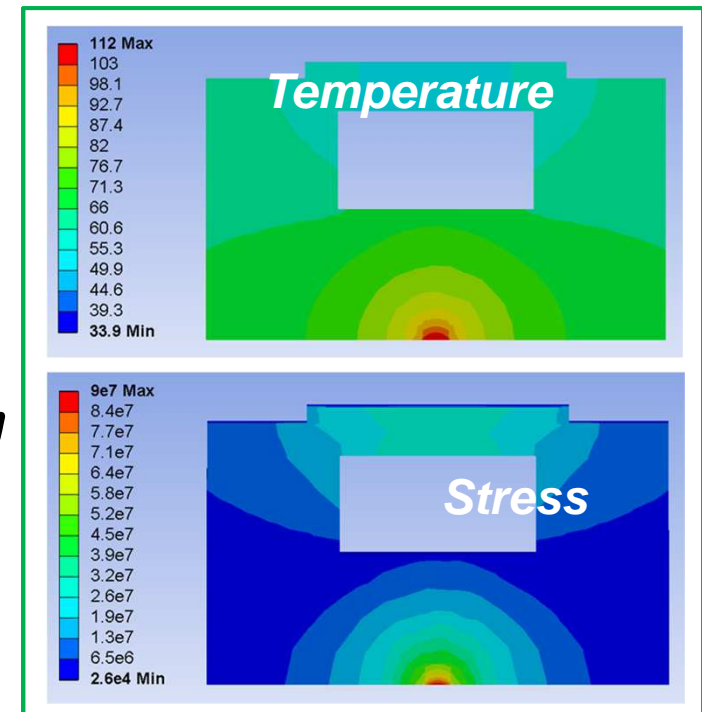 112 Max
103
98.1
92.7
87.4
82
76.7
71.3
66
60.6
55.3
49.9
44.6
39.3
33.9 Min
Temperature
9e7 Max
8.4e7
7.7e7
7.1e7
6.4e7
5.8e7
5.2e7
4.5e7
3.9e7
3.2e7
2.6e7
1.9e7
1.3e7
6.5e6
2.6e4 Min
Stress